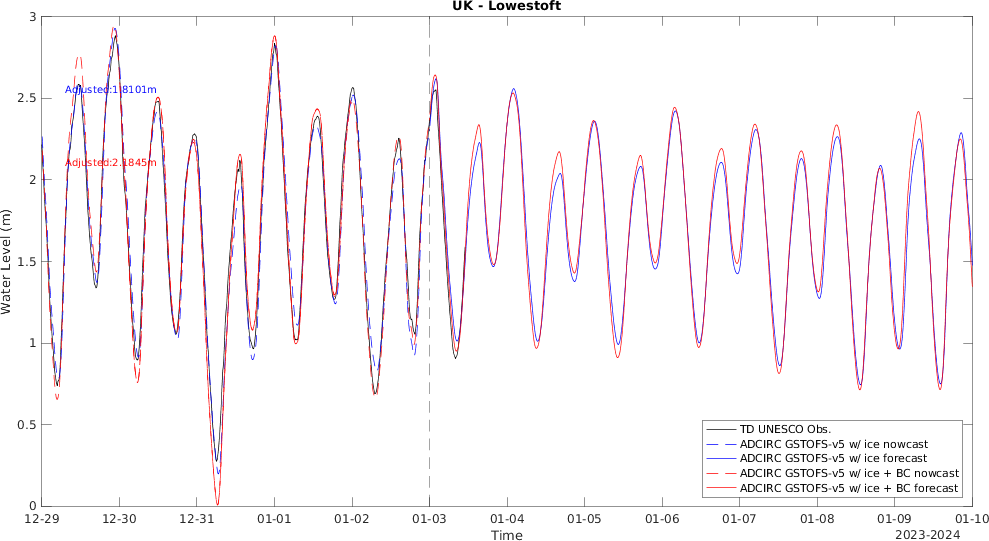 UK - Lowestoft
3
2.5
2
1.5
1
0.5
0
Water Level (m)
Adjusted:1.8101m
Adjusted:2.1845m
TD UNESCO Obs.
ADCIRC GSTOFS-v5 w/ ice nowcast
ADCIRC GSTOFS-v5 w/ ice forecast
ADCIRC GSTOFS-v5 w/ ice + BC nowcast
ADCIRC GSTOFS-v5 w/ ice + BC forecast
12-29 12-30 12-31 01-01 01-02 01-03 01-04 01-05 01-06 01-07 01-08 01-09 01-10
Time
2023-2024